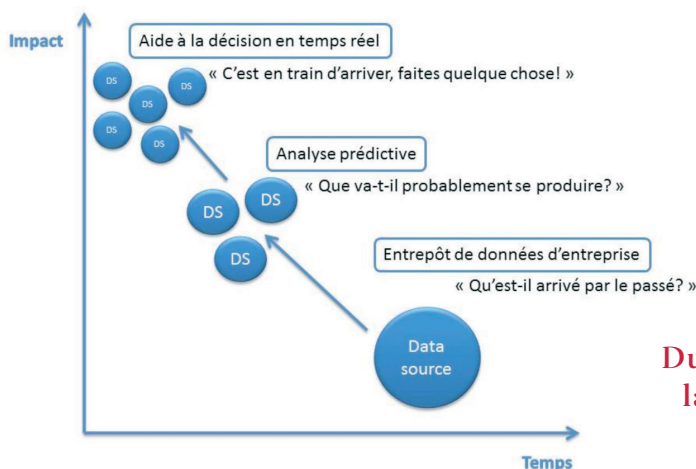 Impact
Aide à la décision en temps réel
« C’est en train d’arriver, faites quelque chose! »
DS
DS
DS
DS
DS
Analyse prédictive
« Que va-t-il probablement se produire? »
DS
DS
DS
Entrepôt de données d’entreprise
« Qu’est-il arrivé par le passé? »
Data
source
Du
la
Temps